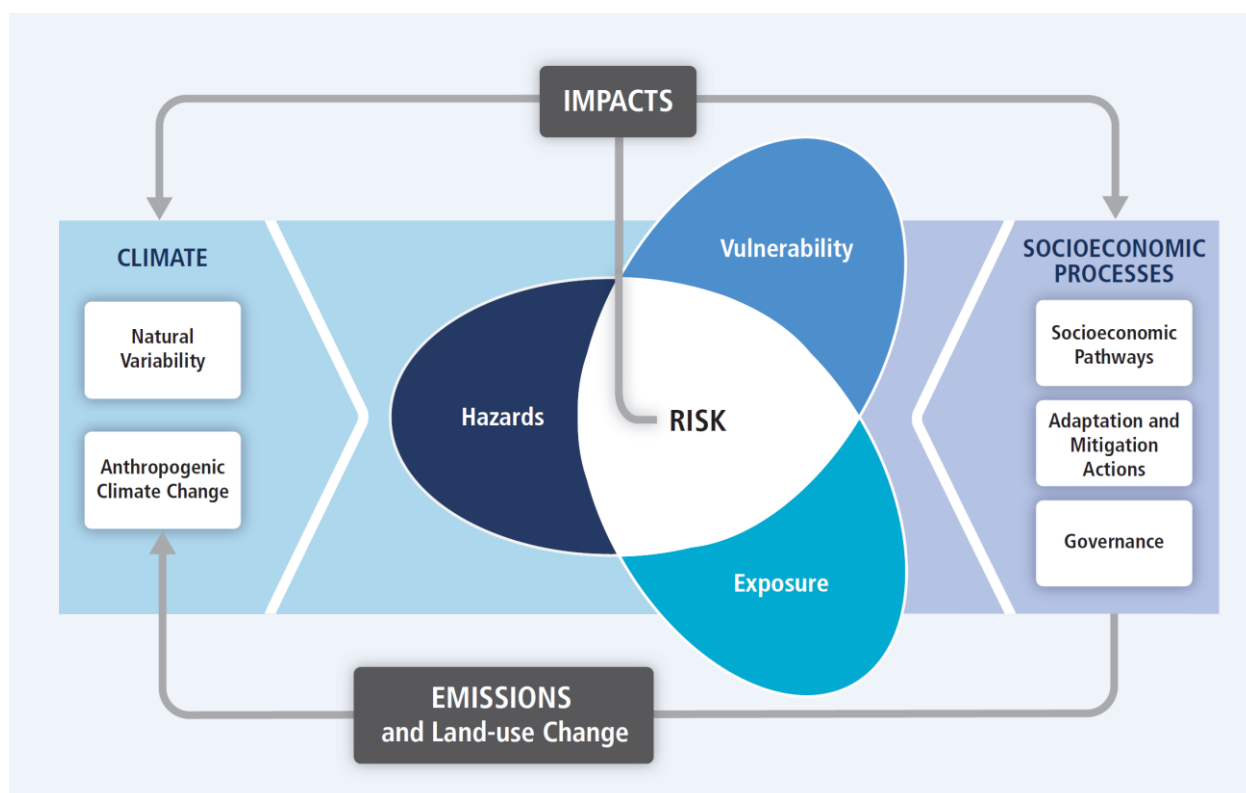 IMPACTS
CLIMATE
Natural
Variability
Anthropogenic
Climate Change
Vulnerability
Hazards
RISK
Exposure
SOCIOECONOMIC
PROCESSES
Socioeconomic
Pathways
Adaptation and
Mitigation
Actions
Governance
EMISSIONS
and Land-use Change